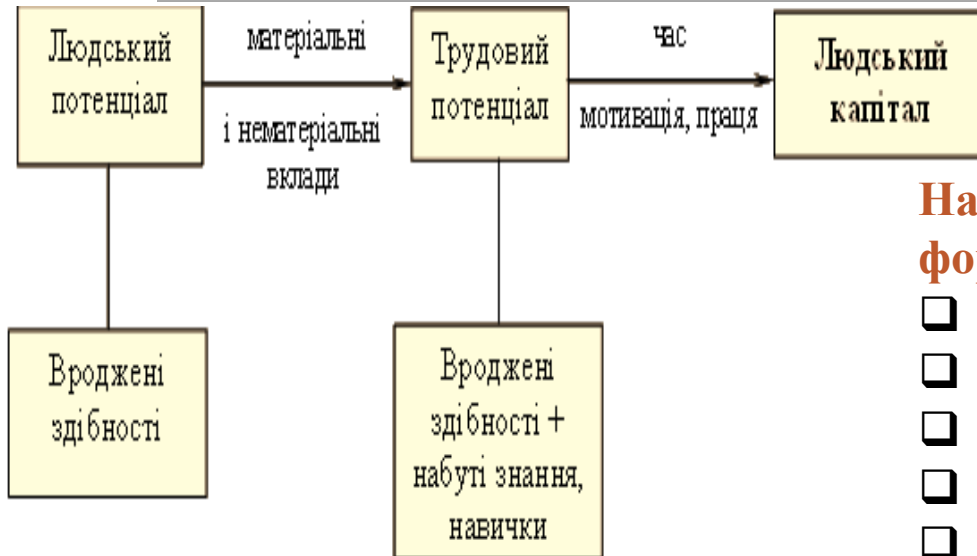 Людський
потенціал
матеріальні
і нематеріальні
вклади
Трудовий
потенціал
час
мотивація, праця
Людський
капітал
Вроджені
здібності
Вроджені
здібності +
набуті знання,
навички